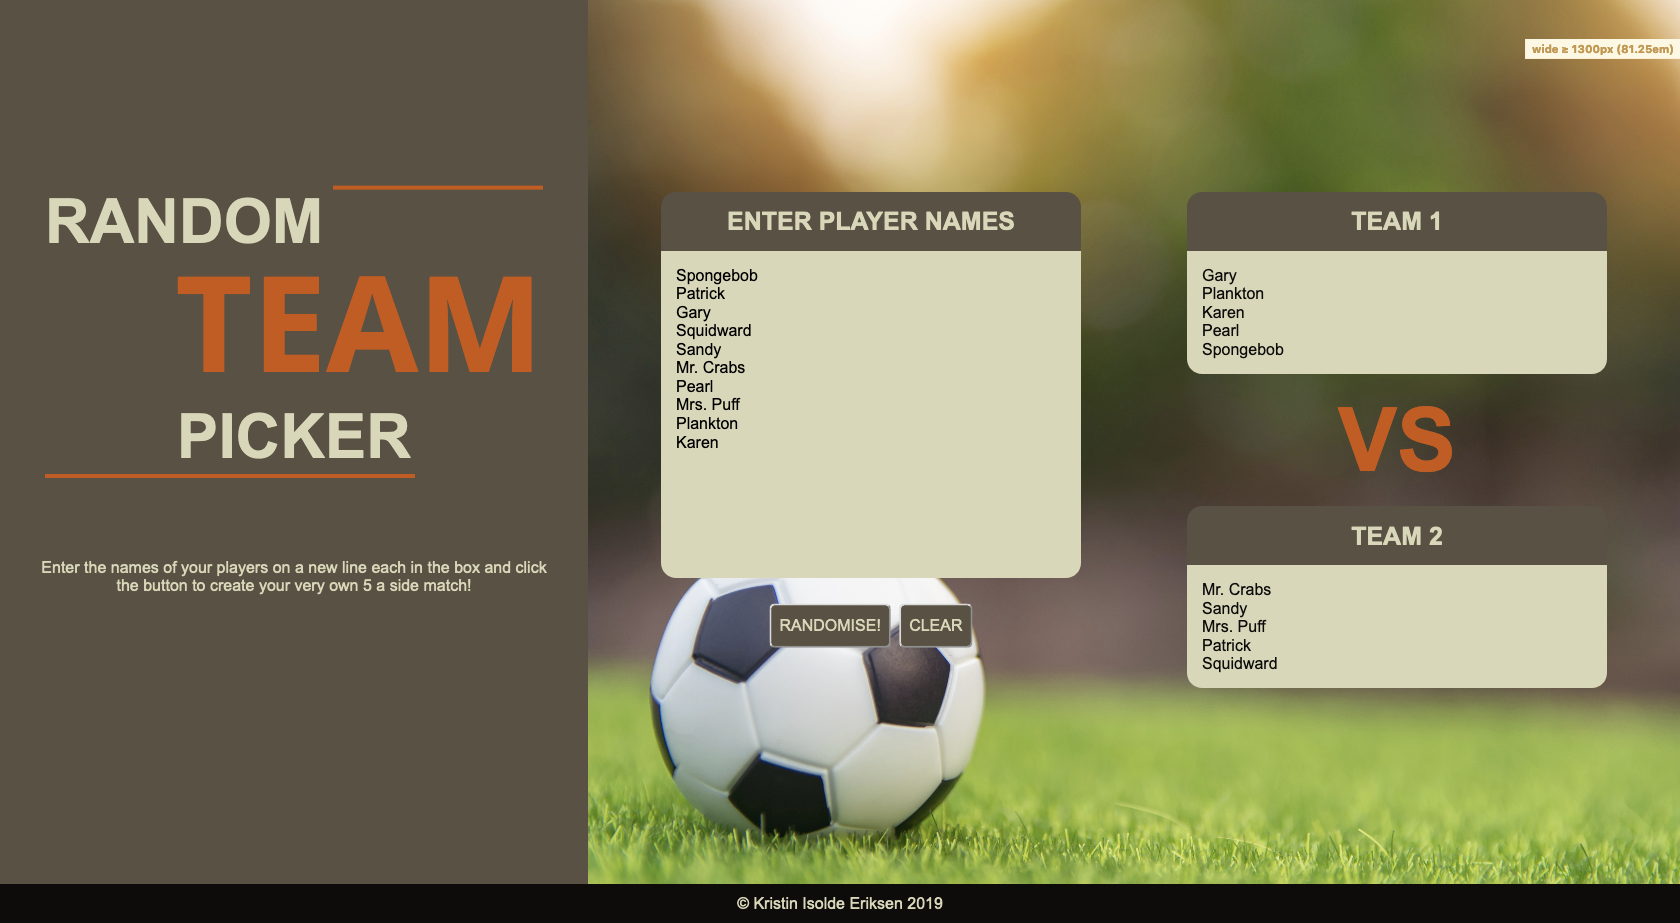 wide ≥ 1300px (81.25em)
RANDOM
TEAM
PICKER
Enter the names of your players on a new line each in the box and click
the button to create your very own 5 a side match!
ENTER PLAYER NAMES
Spongebob
Patrick
Gary
Squidward
Sandy
Mr. Crabs
Pearl
Mrs. Puff
Plankton
Karen
RANDOMISE!
CLEAR
TEAM 1
Gary
Plankton
Karen
Pearl
Spongebob
VS
TEAM 2
Mr. Crabs
Sandy
Mrs. Puff
Patrick
Squidward
© Kristin Isolde Eriksen 2019